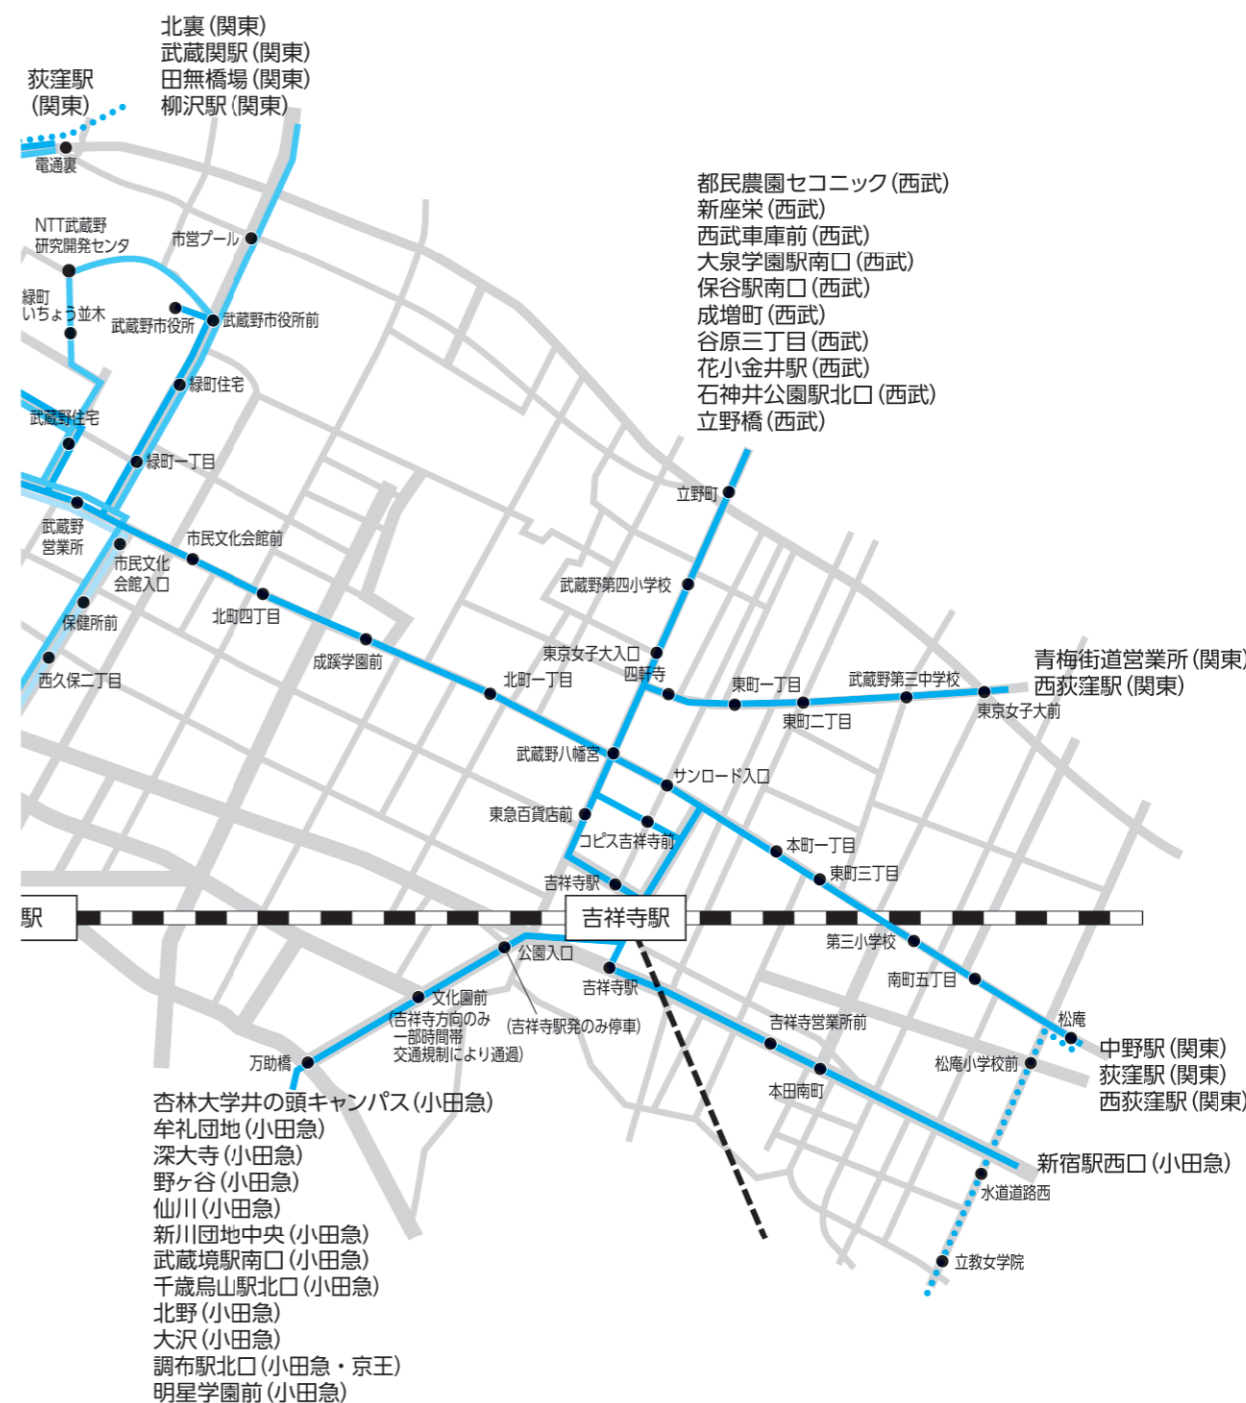 北裏(関東)
武蔵関駅(関東)
田無橋場(関東)
柳沢駅(関東)
荻窪駅
(関東)
電通裏
NTT武蔵野
研究開発センタ
市営プール
緑町
いちょう並木
武蔵野市役所
武蔵野市役所前
緑町住宅
武蔵野住宅
緑町一丁目
武蔵野
営業所
市民文化
会館入口
市民文化会館前
保健所前
北町四丁目
西久保二丁目
成蹊学園前
北町一丁目
都民農園セコニック(西武)
新座栄(西武)
西武車庫前(西武)
大泉学園駅南口(西武)
保谷駅南口(西武)
成増町(西武)
谷原三丁目(西武)
花小金井駅(西武)
石神井公園駅北口(西武)
立野橋(西武)
立野町
武蔵野第四小学校
東京女子大入口
四軒寺
東町一丁目
東町二丁目
武蔵野第三中学校
東京女子大前
青梅街道営業所(関東)
西荻窪駅(関東)
武蔵野八幡宮
サンロード入口
東急百貨店前
コピス吉祥寺前
本町一丁目
東町三丁目
吉祥寺駅
駅
吉祥寺駅
第三小学校
公園入口
吉祥寺駅
南町五丁目
文化園前
(吉祥寺方向のみ
一部時間帯
交通規制により通過)
(吉祥寺駅発のみ停車)
吉祥寺営業所前
松庵
万助橋
本田南町
松庵小学校前
中野駅(関東)
荻窪駅(関東)
西荻窪駅(関東)
杏林大学井の頭キャンパス(小田急)
牟礼団地(小田急)
深大寺(小田急)
野ヶ谷(小田急)
仙川(小田急)
新川団地中央(小田急)
武蔵境駅南口(小田急)
千歳烏山駅北口(小田急)
北野(小田急)
大沢(小田急)
調布駅北口(小田急・京王)
明星学園前(小田急)
新宿駅西口(小田急)
水道道路西
立教女学院